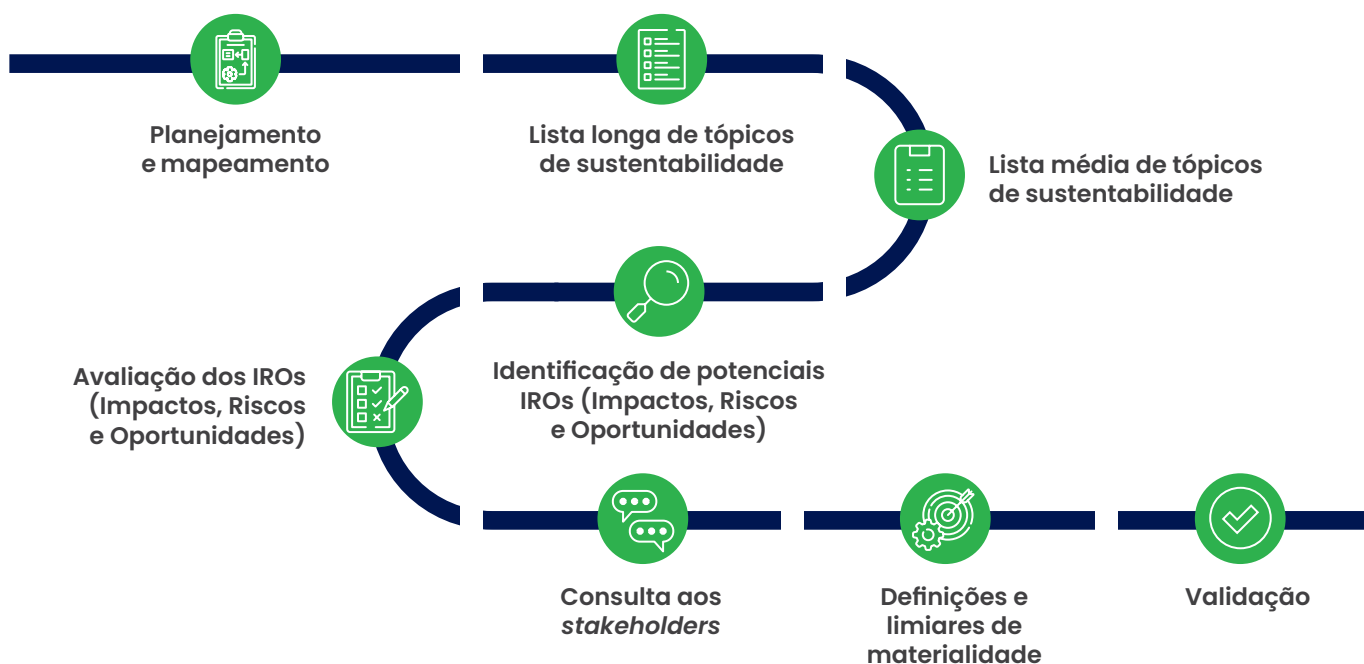 Planejamento
e mapeamento
Lista longa de tópicos
de sustentabilidade
Lista média de tópicos
de sustentabilidade
Identificação de potenciais
IROs (Impactos, Riscos
e Oportunidades)
Avaliação dos IROs
(Impactos, Riscos
e Oportunidades)
Consulta aos
stakeholders
Definições e
limiares de
materialidade
Validação